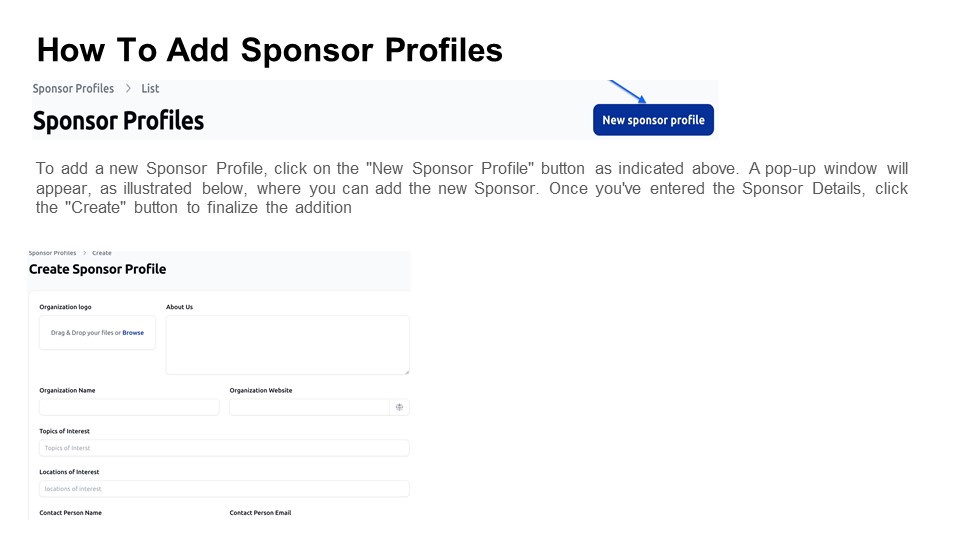 How To Add Sponsor Profiles
Sponsor Profiles > List
Sponsor Profiles
New sponsor profile
To add a new Sponsor Profile, click on the "New Sponsor Profile" button as indicated above. A pop-up window will
appear, as illustrated below, where you can add the new Sponsor. Once you've entered the Sponsor Details, click
the "Create" button to finalize the addition
Sponsor Profiles > Create
Create Sponsor Profile
Organization logo
About Us
Drag & Drop your files or Browse
Organization Name
Organization Website
Topics of Interest
Topics of Interst
Locations of Interest
locations of interest
Contact Person Name
Contact Person Email